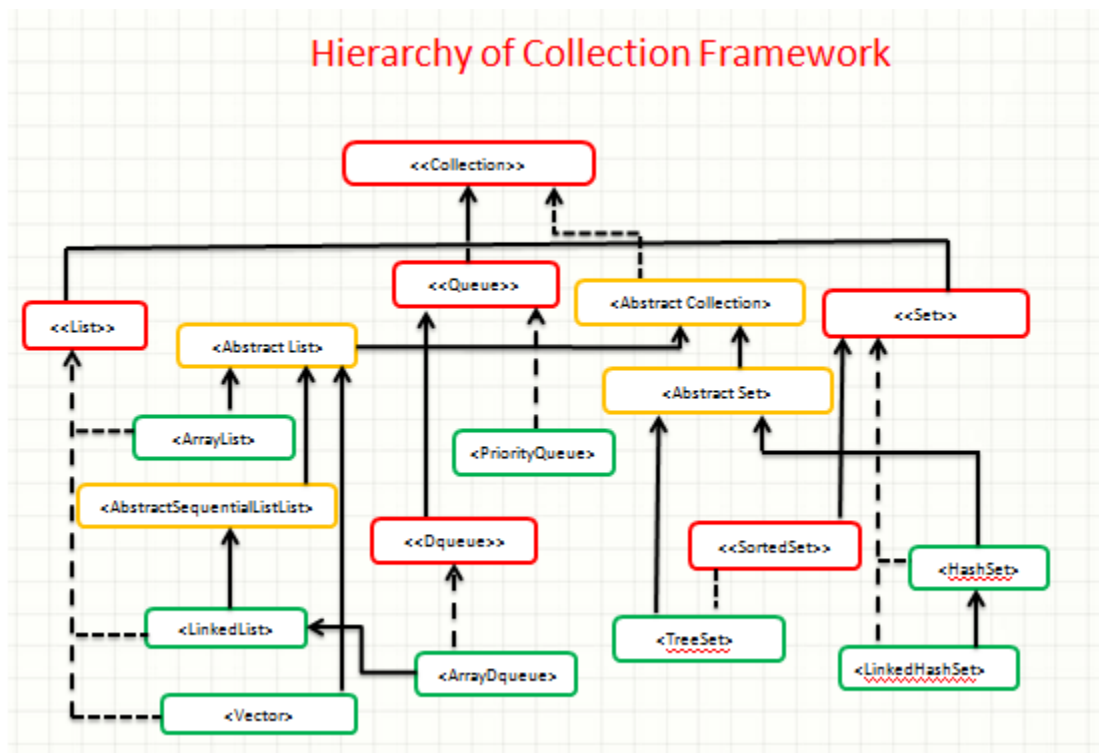 Hierarchy of Collection Framework
<<Collection>>
<<Queue>>
<Abstract Collection>
<<List>>
<<Set>>
<Abstract List>
<Abstract Set>
<ArrayList>
<PriorityQueue>
<AbstractSequentialListList>
<<Dqueue>>
<<SortedSet>>
<HashSet>
<LinkedList>
<TreeSet>
<ArrayDqueue>
<LinkedHashSet>
<Vector>